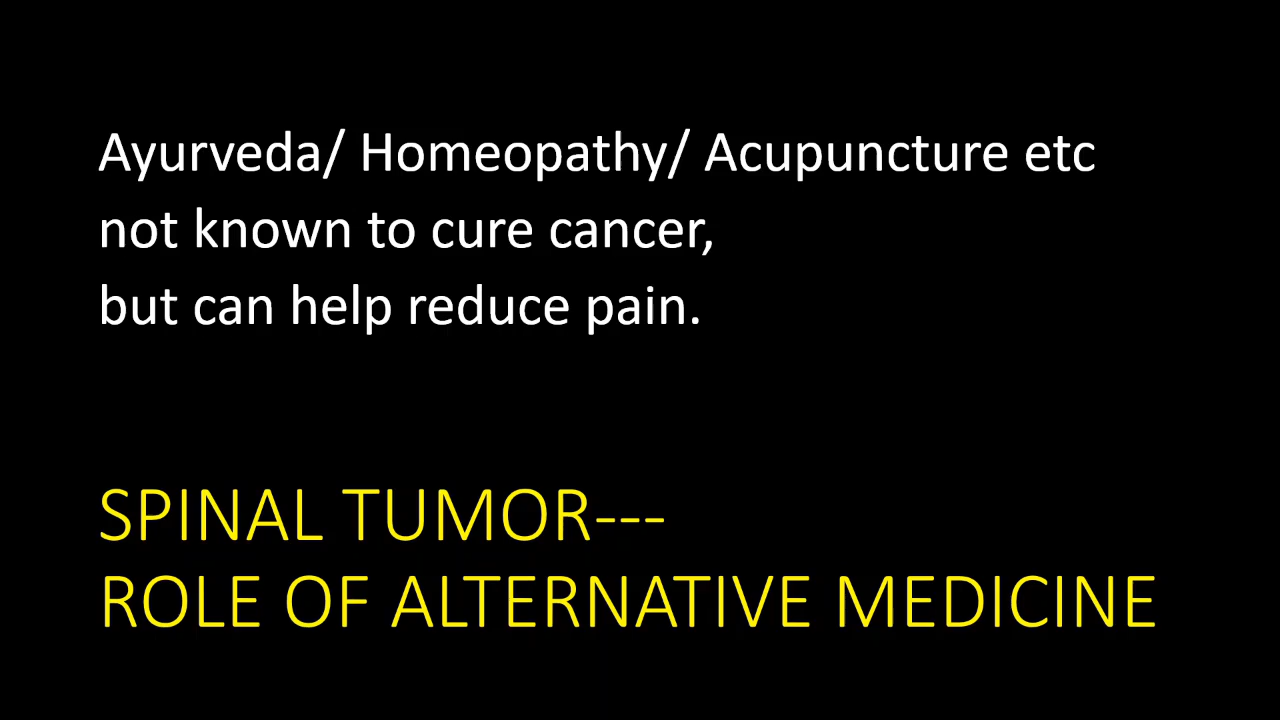 Ayurveda/ Homeopathy/ Acupuncture etc
not known to cure cancer,
but can help reduce pain.
SPINAL TUMOR---
ROLE OF ALTERNATIVE MEDICINE